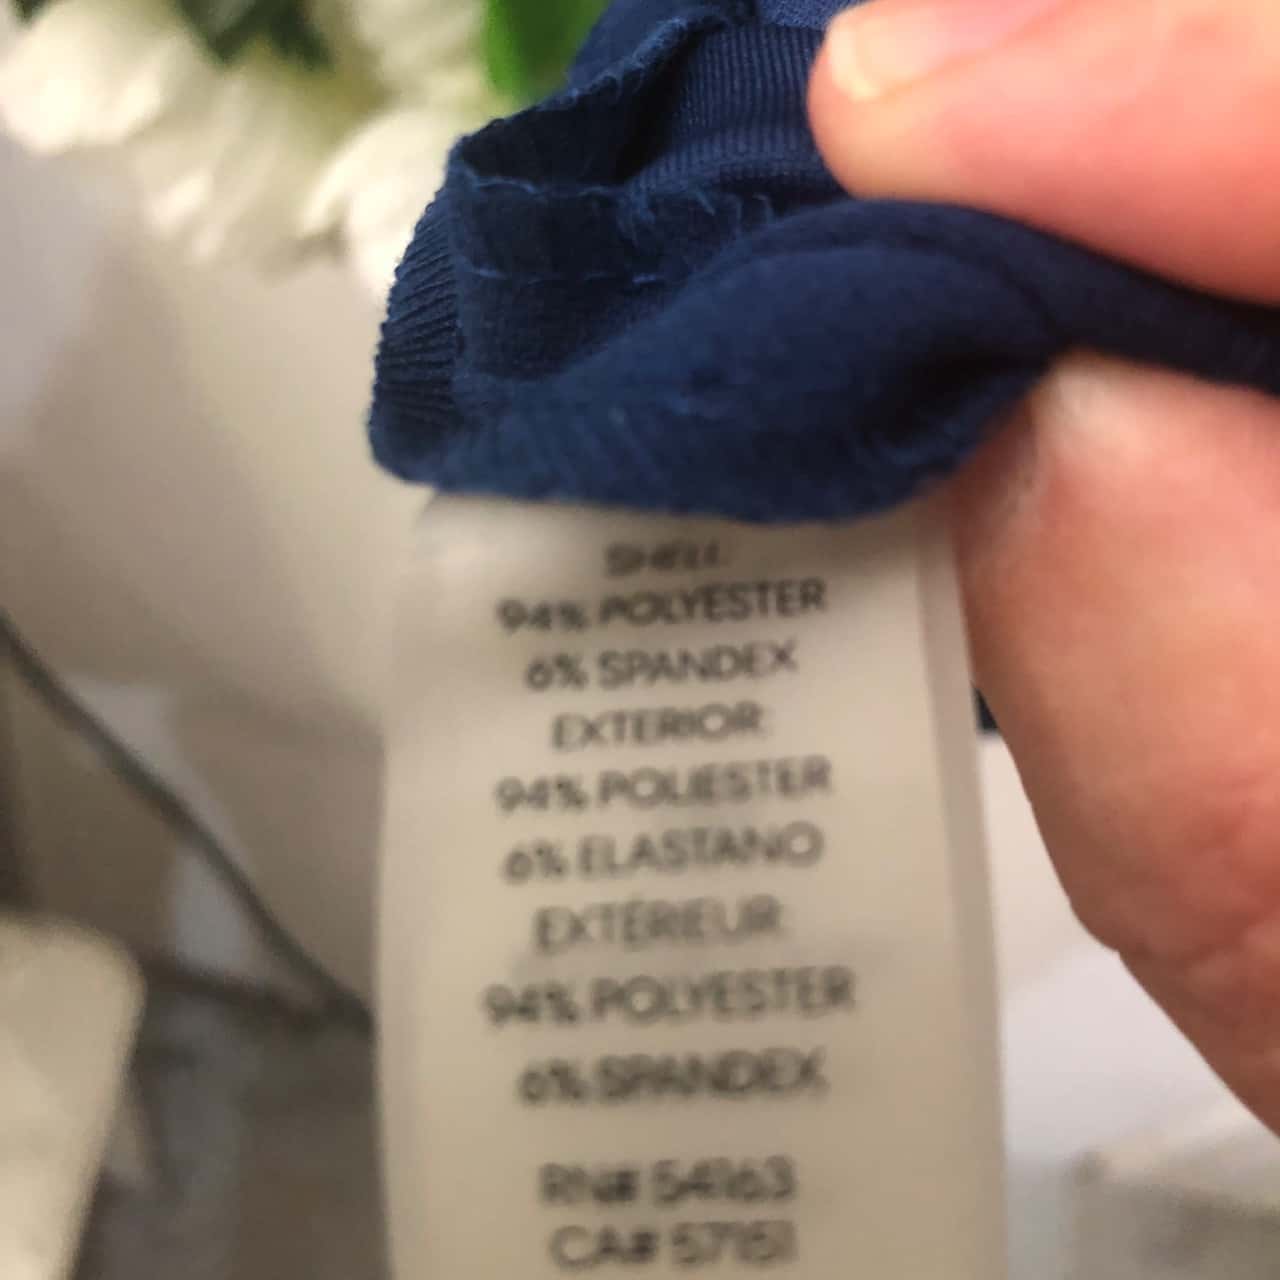 SHELL:
94% POLYESTER
6% SPANDEX
EXTERIOR:
94% POLIESTER
6% ELASTANO
EXTÉRIEUR:
94% POLYESTER
6% SPANDEX
RN# 54163
CA# 57151